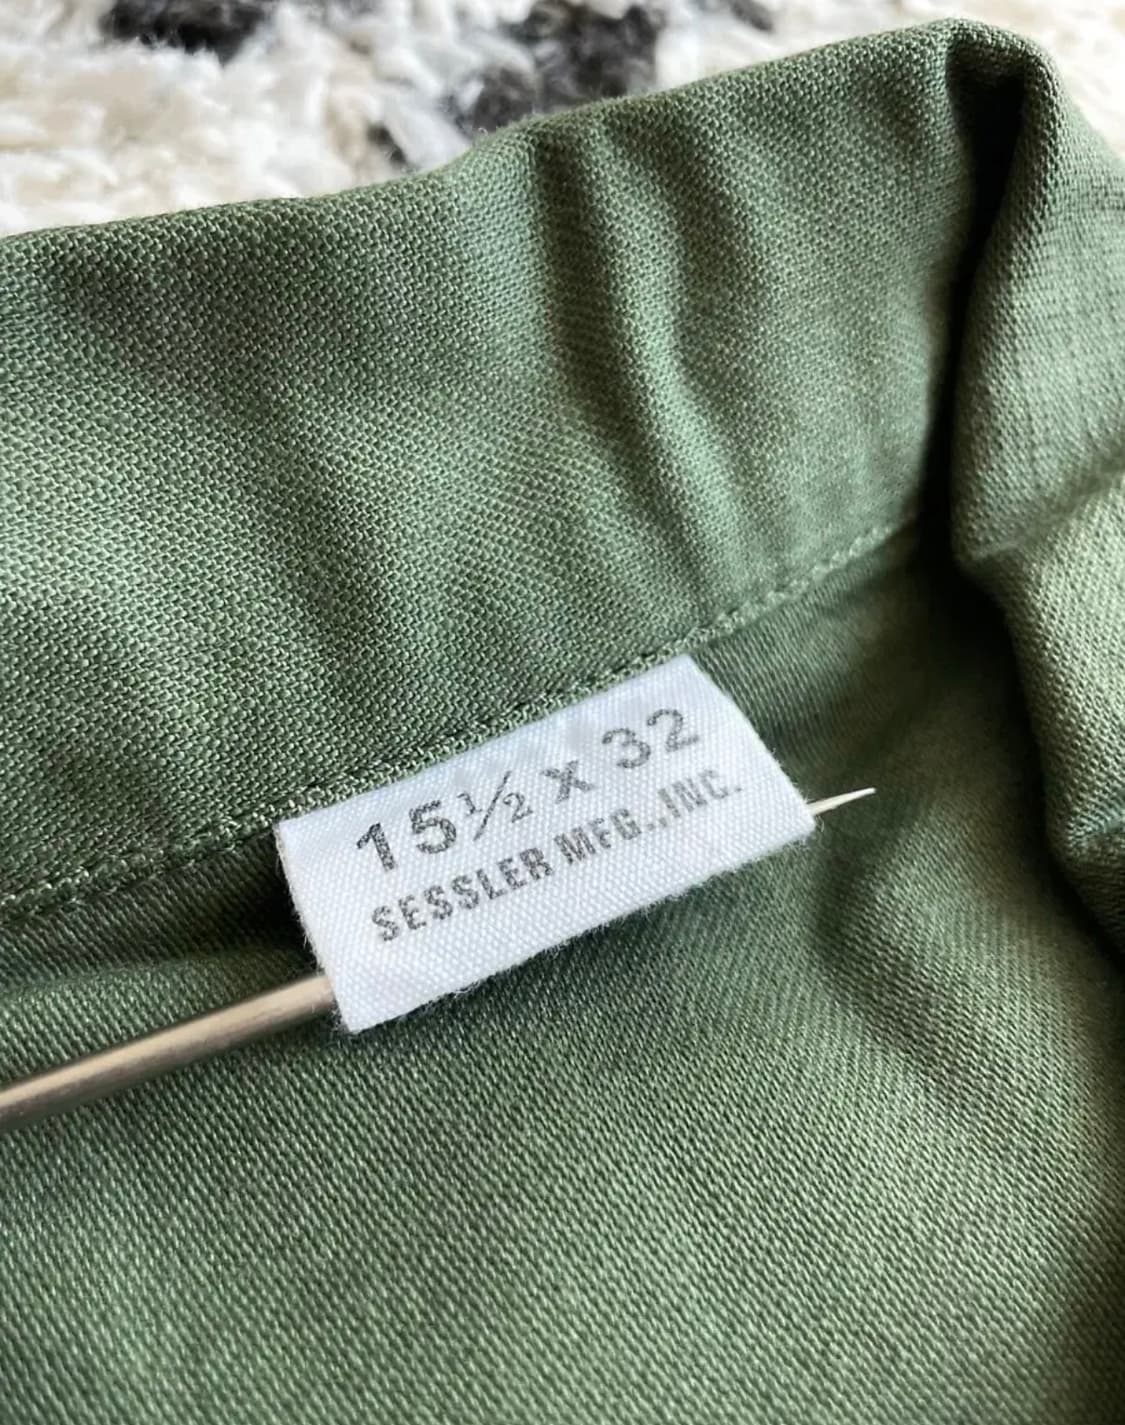 15½ x 32
SESSLER MFG., INC.